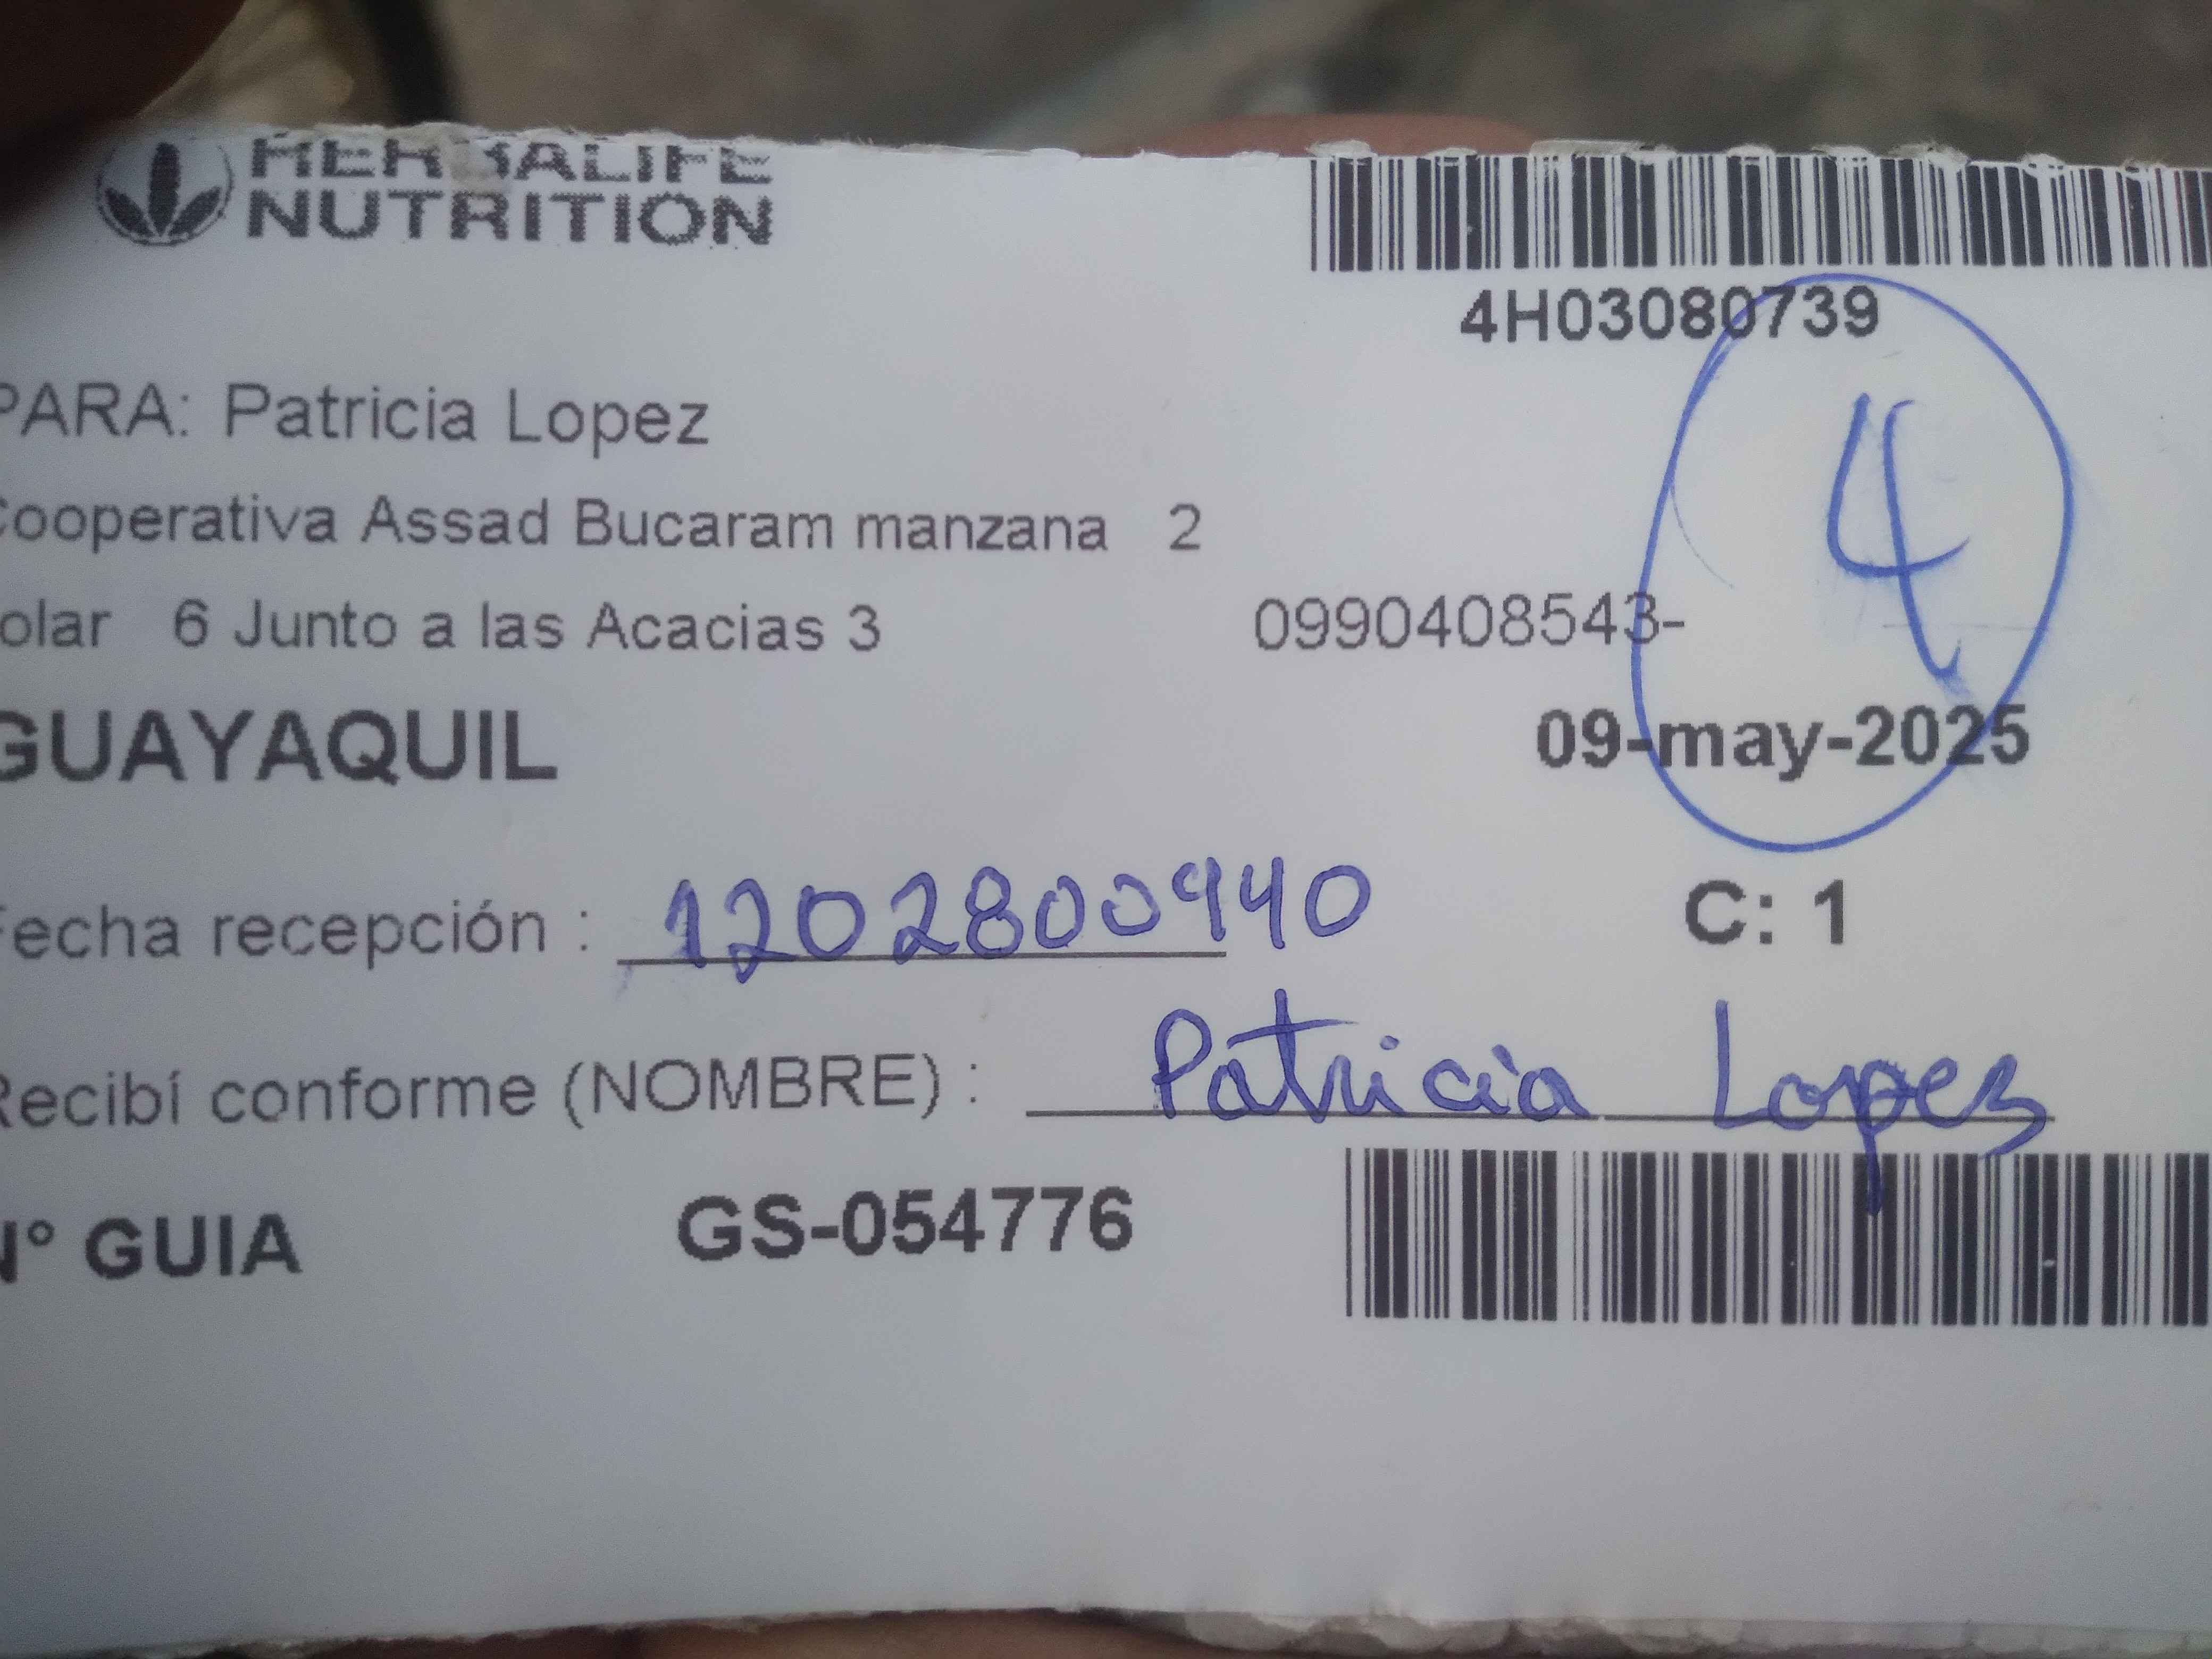 HERBALIFE
NUTRITION
4H03080739
PARA: Patricia Lopez
4
Cooperativa Assad Bucaram manzana 2
olar 6 Junto a las Acacias 3 0990408543-
GUAYAQUIL
09-may-2025
Fecha recepción : 1202800940
C: 1
Recibí conforme (NOMBRE) : Patricia Lopez
N° GUIA GS-054776